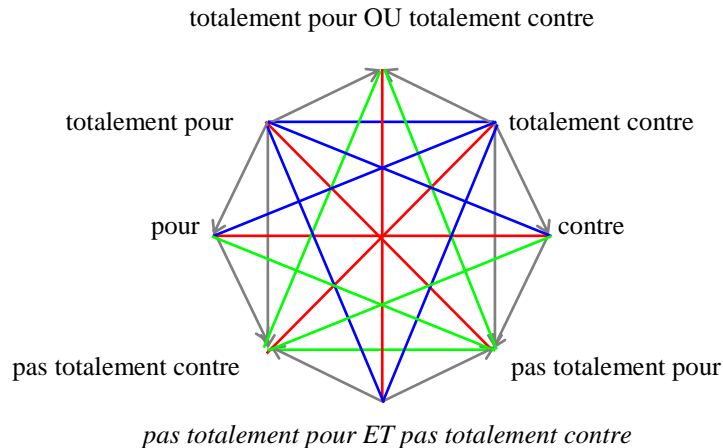 totalement pour OU totalement contre
totalement pour
totalement contre
pour
contre
pas totalement contre
pas totalement pour
pas totalement pour ET pas totalement contre